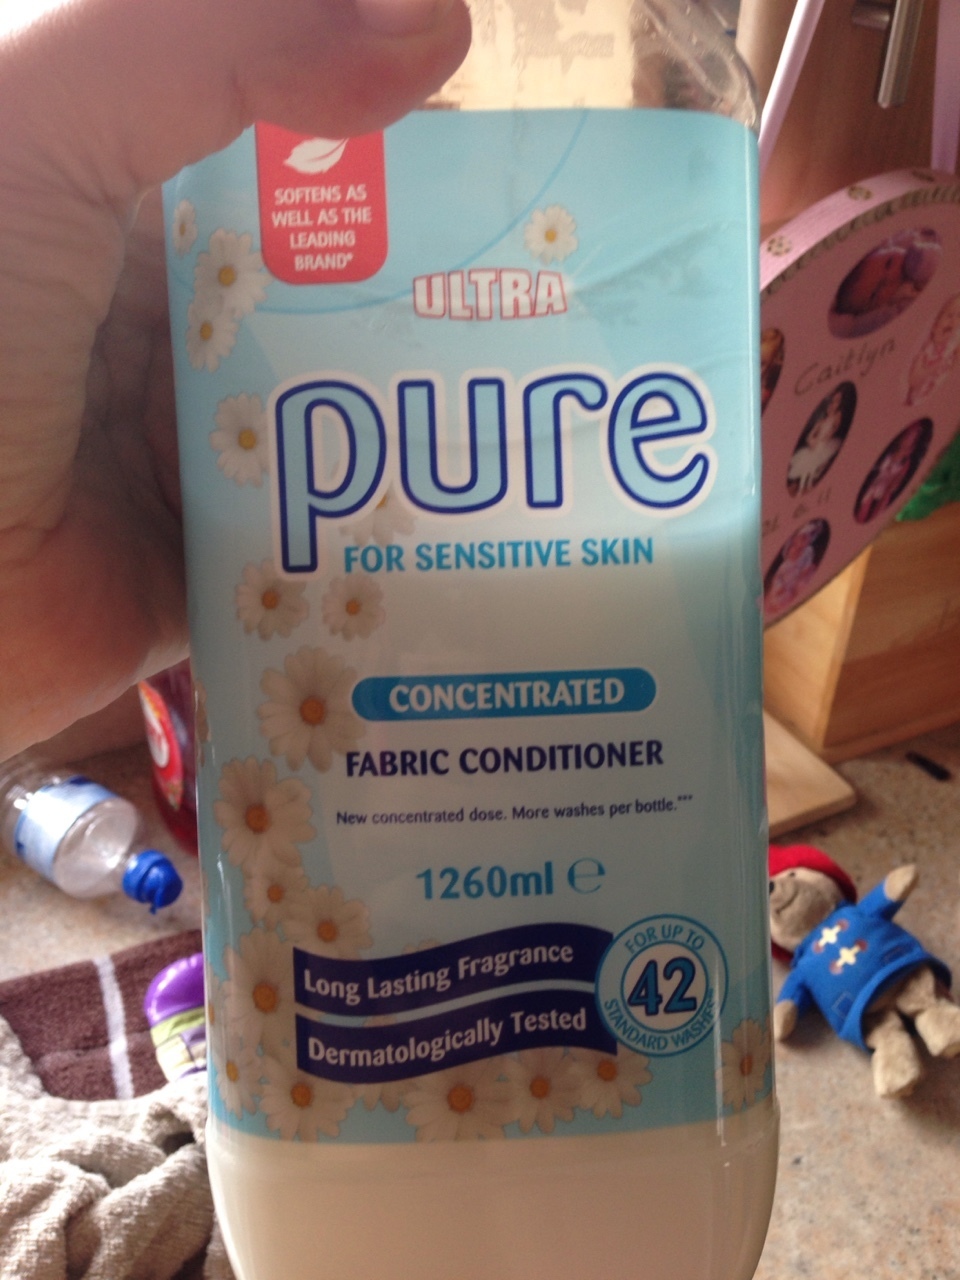 SOFTENS AS
WELL AS THE
LEADING
BRAND*
ULTRA
pure
FOR SENSITIVE SKIN
CONCENTRATED
FABRIC CONDITIONER
New concentrated dose. More washes per bottle.***
1260ml ℮
Long Lasting Fragrance
Dermatologically Tested
FOR UP TO
42
STANDARD WASHES
Caitlyn